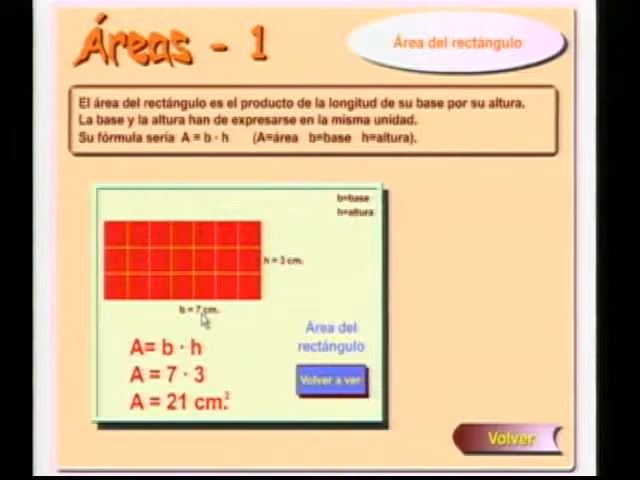 Áreas - 1
Área del rectángulo
El área del rectángulo es el producto de la longitud de su base por su altura.
La base y la altura han de expresarse en la misma unidad.
Su fórmula sería A = b · h (A=área b=base h=altura).
b=base
h=altura
h = 3 cm.
b = 7 cm.
A= b · h
A = 7 · 3
A = 21 cm.²
Área del
rectángulo
Volver a ver
Volver